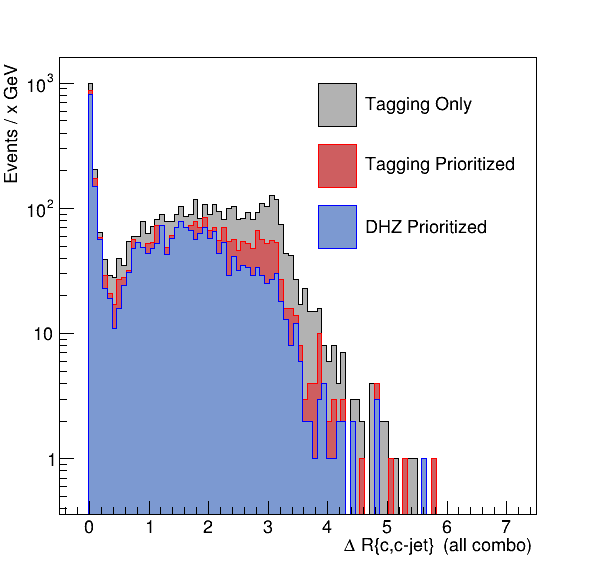 Events / x GeV
10³
10²
10
1
Tagging Only
Tagging Prioritized
DHZ Prioritized
0 1 2 3 4 5 6 7
Δ R{c,c-jet} (all combo)